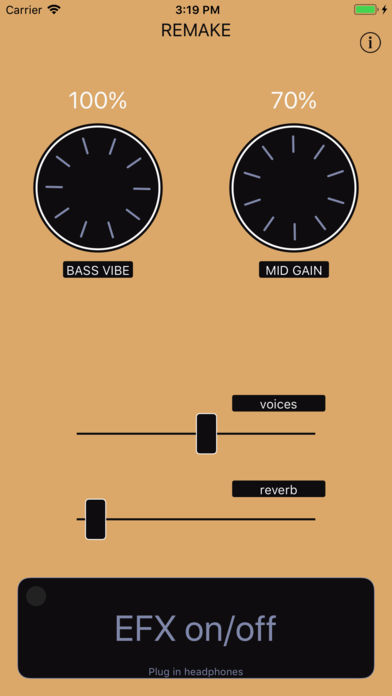 Carrier 3:19 PM
REMAKE
i
100% 70%
BASS VIBE MID GAIN
voices
reverb
EFX on/off
Plug in headphones